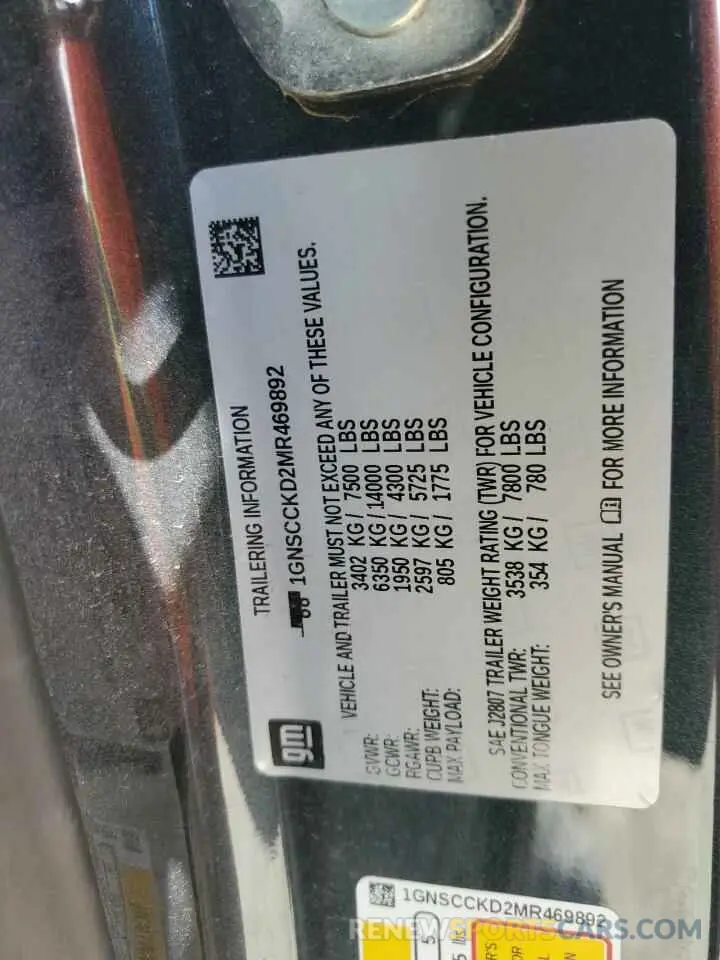 TRAILERING INFORMATION
1GNSCCKD2MR469892
VEHICLE AND TRAILER MUST NOT EXCEED ANY OF THESE VALUES.
GVWR: 3402 KG / 7500 LBS
GCWR: 6350 KG / 14000 LBS
RGAWR: 1950 KG / 4300 LBS
CURB WEIGHT: 2597 KG / 5725 LBS
MAX PAYLOAD: 805 KG / 1775 LBS
SAE J2807 TRAILER WEIGHT RATING (TWR) FOR VEHICLE CONFIGURATION.
CONVENTIONAL TWR: 3538 KG / 7800 LBS
MAX TONGUE WEIGHT: 354 KG / 780 LBS
SEE OWNER'S MANUAL FOR MORE INFORMATION
gm
1GNSCCKD2MR469892
RENEWSPORTSCARS.COM